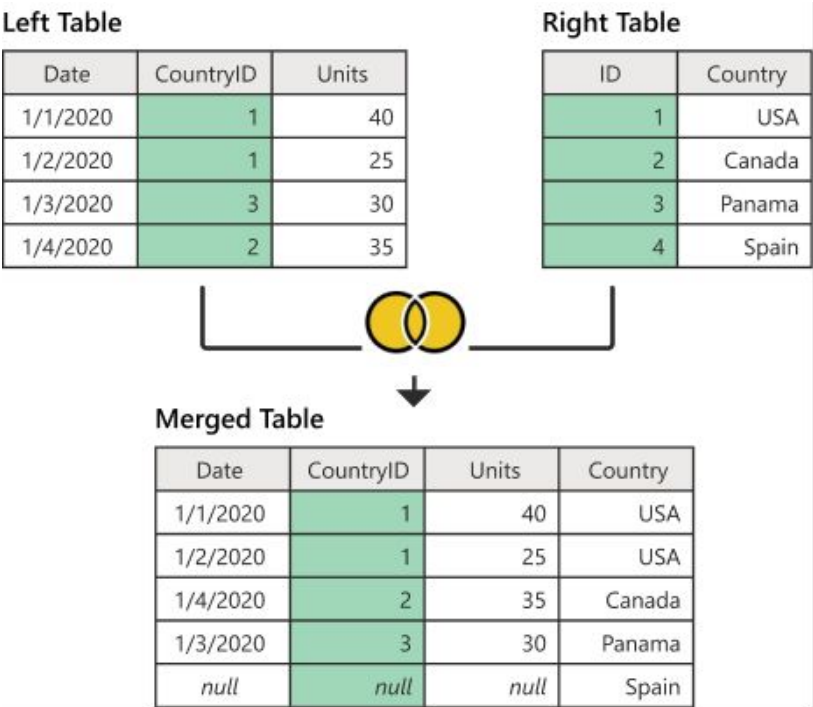 Left Table
Right Table
Date CountryID Units
ID Country
1/1/2020 1 40
1 USA
1/2/2020 1 25
2 Canada
1/3/2020 3 30
3 Panama
1/4/2020 2 35
4 Spain
Merged Table
Date CountryID Units Country
1/1/2020 1 40 USA
1/2/2020 1 25 USA
1/4/2020 2 35 Canada
1/3/2020 3 30 Panama
null null null Spain